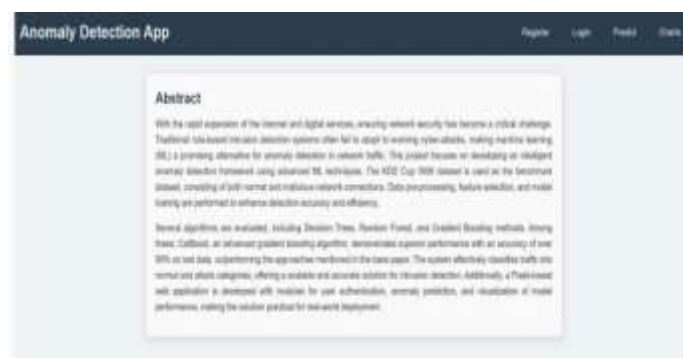 Anomaly Detection App
Register Login Predict Charts
Abstract
With the rapid expansion of the internet and digital services, ensuring network security has become a critical challenge.
Traditional rule-based intrusion detection systems often fail to adapt to evolving cyber-attacks, making machine learning
(ML) a promising alternative for anomaly detection in network traffic. This project focuses on developing an intelligent
anomaly detection framework using advanced ML techniques. The KDD Cup 1999 dataset is used as the benchmark
dataset, consisting of both normal and malicious network connections. Data pre-processing, feature selection, and model
training are performed to enhance detection accuracy and efficiency.
Several algorithms are evaluated, including Decision Trees, Random Forest, and Gradient Boosting methods. Among
these, CatBoost, an advanced gradient boosting algorithm, demonstrates superior performance with an accuracy of over
on test data, outperforming the approaches mentioned in the base paper. The system effectively classifies traffic into
normal and attack categories, offering a scalable and accurate solution for intrusion detection. Additionally, a Flask-based
web application is developed with modules for user authentication, anomaly prediction, and visualization of model
performance, making the solution practical for real-world deployment.